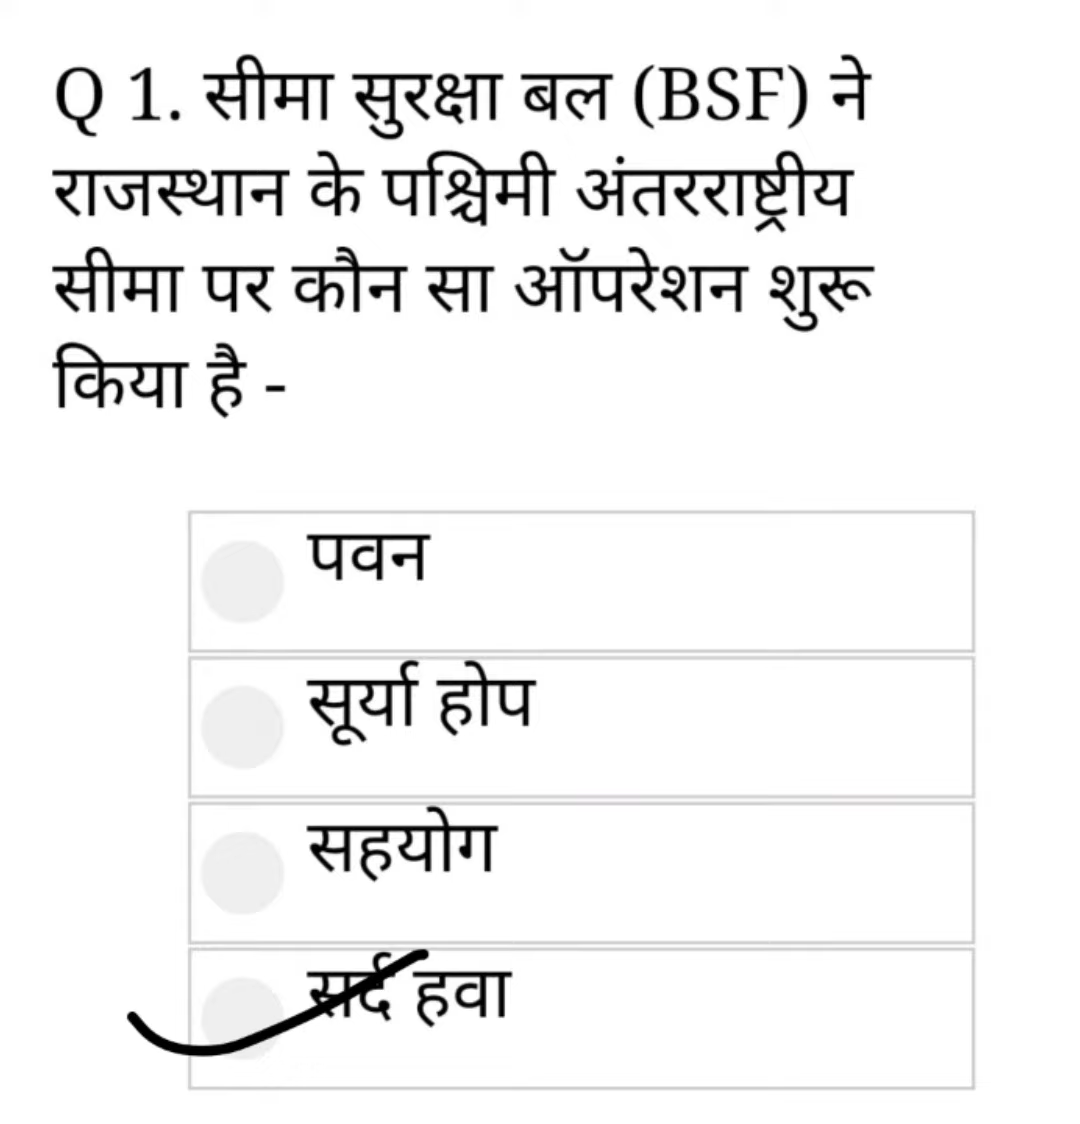 Q 1. सीमा सुरक्षा बल (BSF) ने
राजस्थान के पश्चिमी अंतरराष्ट्रीय
सीमा पर कौन सा ऑपरेशन शुरू
किया है -
पवन
सूर्या होप
सहयोग
सर्द हवा